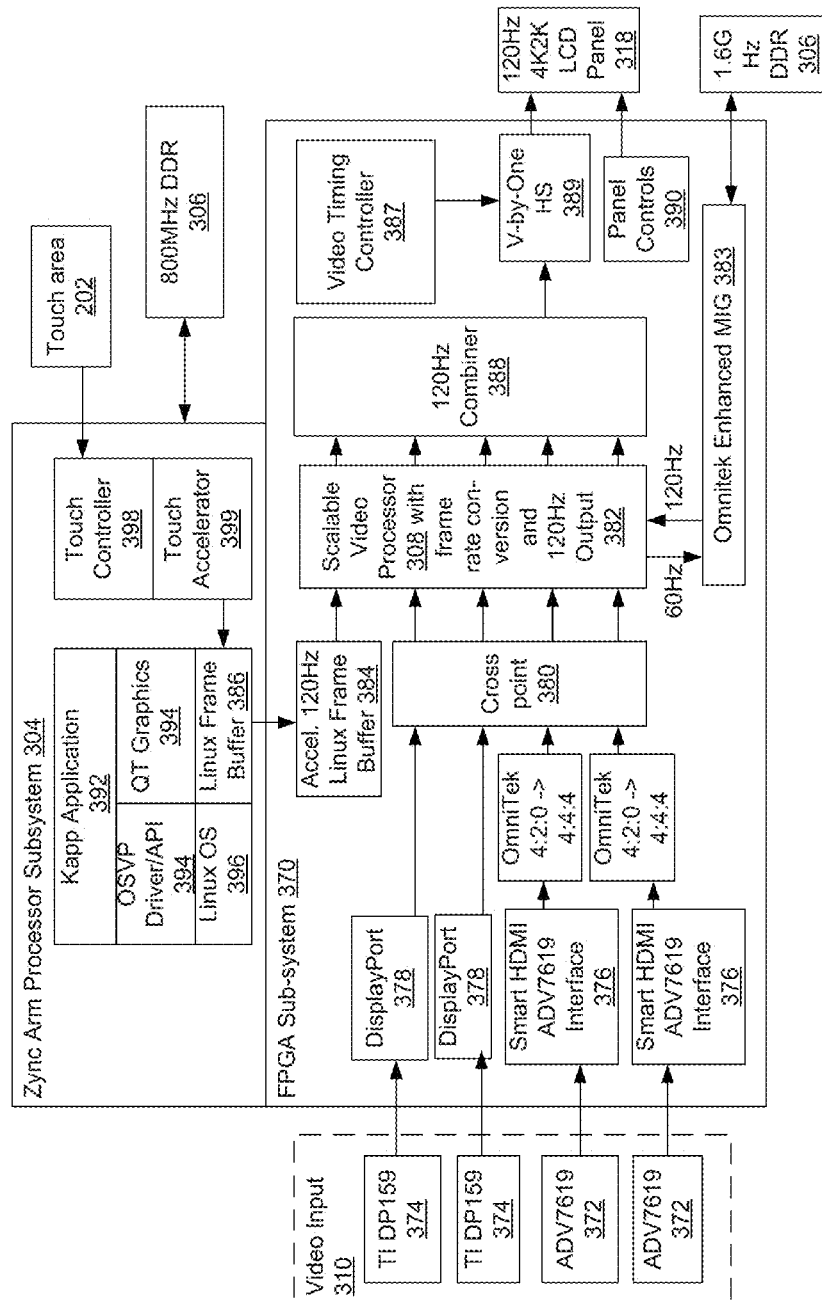 Zync Arm Processor Subsystem 304
Kapp Application
392
OSVP
Driver/API
394
QT Graphics
394
Linux OS
396
Linux Frame
Buffer 386
Touch
Controller
398
Touch
Accelerator
399
Touch area
202
800MHz DDR
306
FPGA Sub-system 370
Accel. 120Hz
Linux Frame
Buffer 384
Video Input
310
TI DP159
374
TI DP159
374
ADV7619
372
ADV7619
372
DisplayPort
378
DisplayPort
378
Smart HDMI
ADV7619
Interface
376
Smart HDMI
ADV7619
Interface
376
OmniTek
4:2:0 ->
4:4:4
OmniTek
4:2:0 ->
4:4:4
Cross
point
380
Scalable
Video
Processor
308 with
frame
rate con-
version
and
120Hz
Output
382
60Hz
120Hz
Omnitek Enhanced MIG 383
120Hz
Combiner
388
Video Timing
Controller
387
V-by-One
HS
389
Panel
Controls
390
120Hz
4K2K
LCD
Panel
318
1.6G
Hz
DDR
306